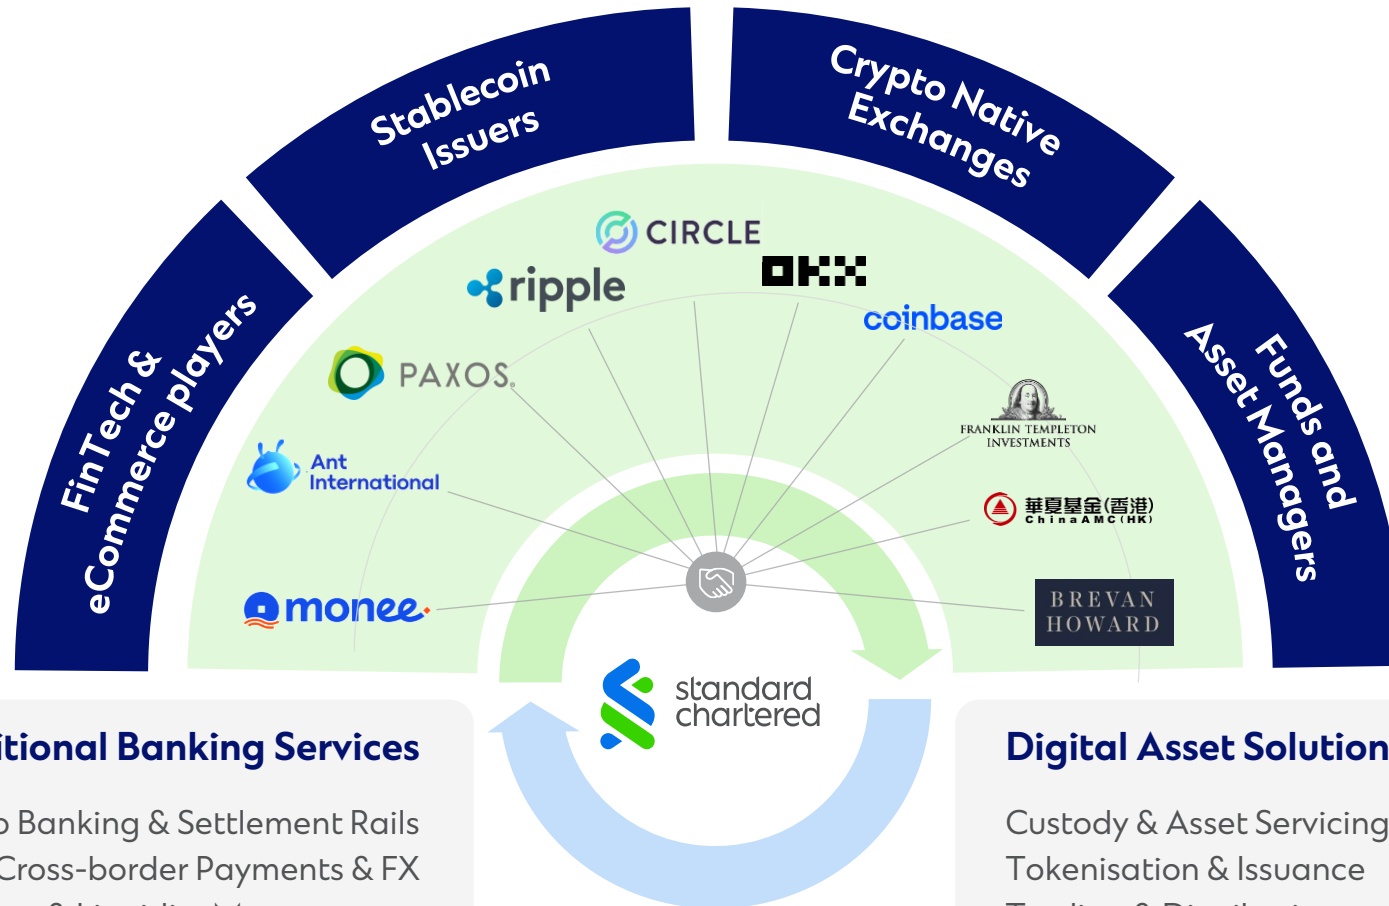 Stablecoin
Issuers
Crypto Native
Exchanges
FinTech &
eCommerce players
Funds and
Asset Managers
CIRCLE
ripple
OKX
coinbase
PAXOS
FRANKLIN TEMPLETON
INVESTMENTS
Ant
International
華夏基金(香港)
ChinaAMC(HK)
monee
BREVAN
HOWARD
standard
chartered
Banking Services
Banking & Settlement Rails
Cross-border Payments & FX
Digital Asset Solution
Custody & Asset Servicing
Tokenisation & Issuance